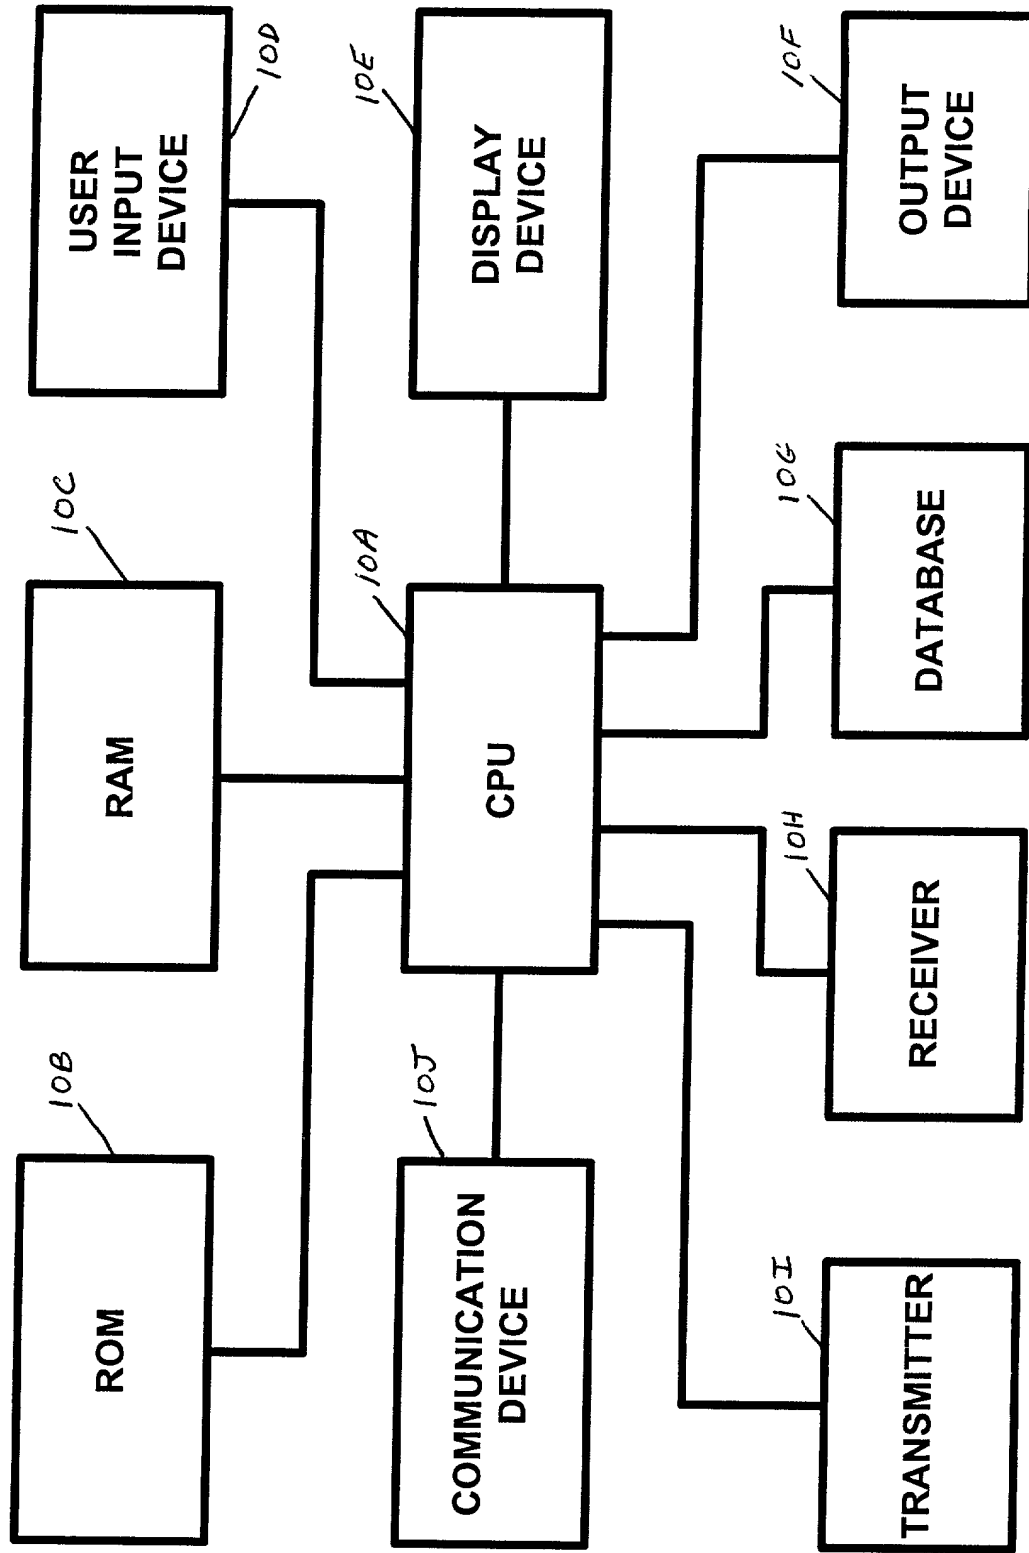 10B
ROM
10C
RAM
10D
USER
INPUT
DEVICE
10J
COMMUNICATION
DEVICE
10A
CPU
10E
DISPLAY
DEVICE
10I
TRANSMITTER
10H
RECEIVER
10G
DATABASE
10F
OUTPUT
DEVICE